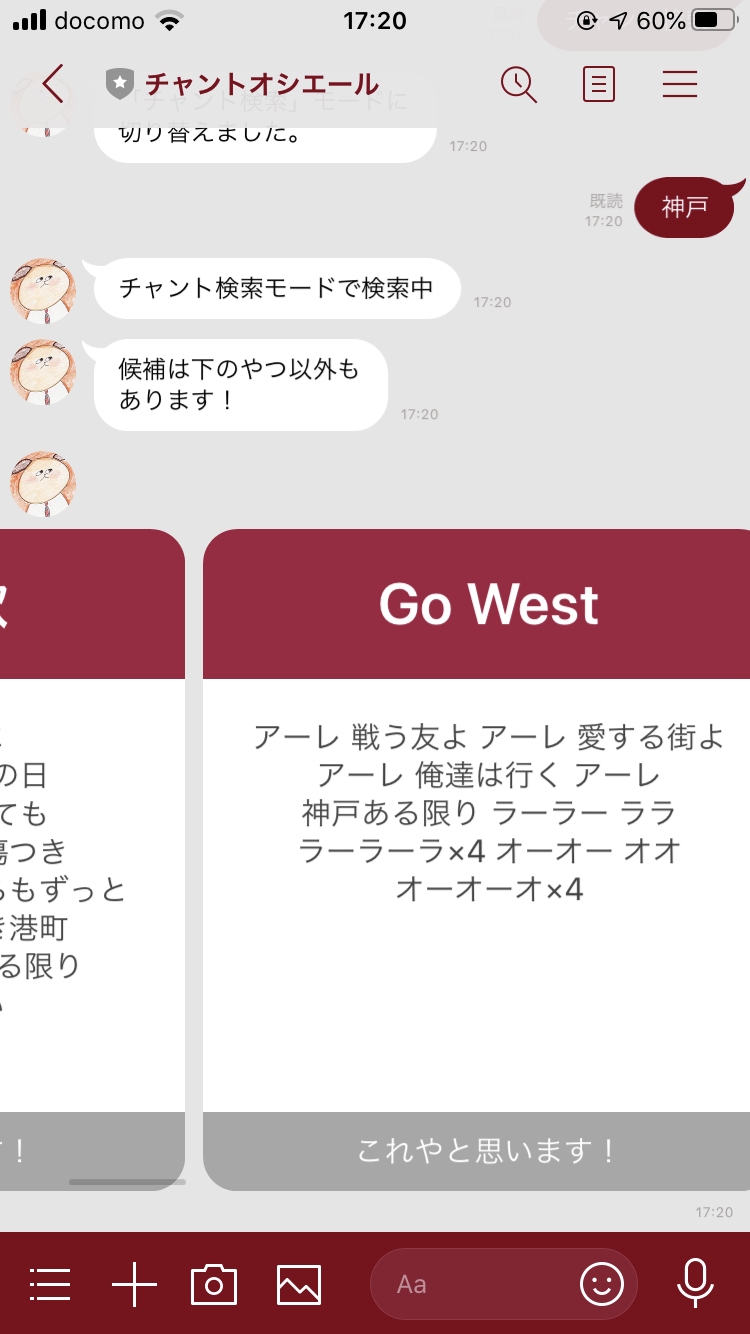 docomo
17:20
60%
チャントオシエール
「チャント検索」モードに
切り替えました。
17:20
既読
17:20
神戸
チャント検索モードで検索中
17:20
候補は下のやつ以外も
あります！
17:20
の日
ても
傷つき
もずっと
港町
る限り
！
Go West
アーレ 戦う友よ アーレ 愛する街よ
アーレ 俺達は行く アーレ
神戸ある限り ラーラー ララ
ラーラーラ×4 オーオー オオ
オーオーオ×4
これやと思います！
17:20
Aa